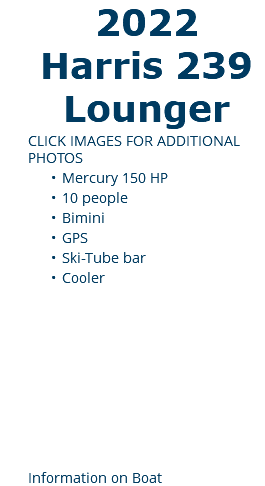 2022
Harris 239
Lounger
CLICK IMAGES FOR ADDITIONAL
PHOTOS
• Mercury 150 HP
• 10 people
• Bimini
• GPS
• Ski-Tube bar
• Cooler
Information on Boat